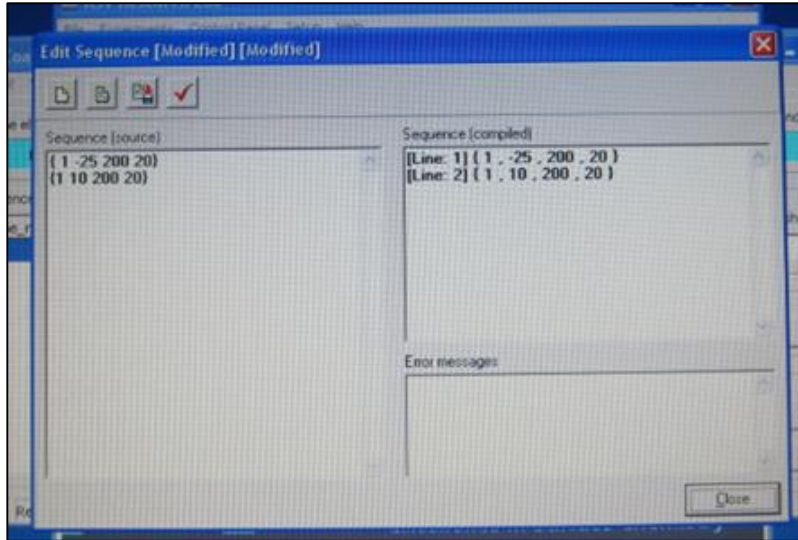 Edit Sequence [Modified] [Modified]
Sequence (source)
{ 1 -25 200 20}
{1 10 200 20}
Sequence (compiled)
[Line: 1] { 1 , -25 , 200 , 20 }
[Line: 2] { 1 , 10 , 200 , 20 }
Error messages
Close